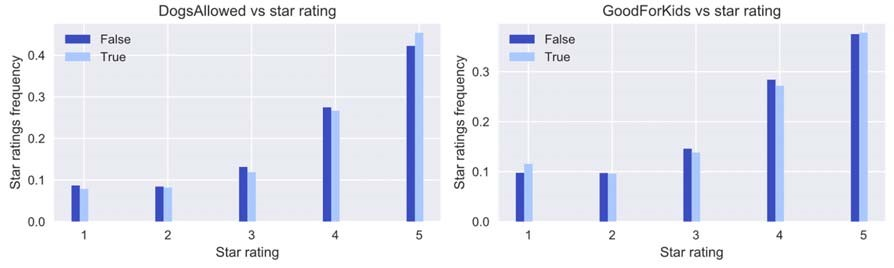 DogsAllowed vs star rating
False
True
Star ratings frequency
0.4
0.3
0.2
0.1
0.0
1 2 3 4 5
Star rating
GoodForKids vs star rating
False
True
Star ratings frequency
0.3
0.2
0.1
0.0
1 2 3 4 5
Star rating